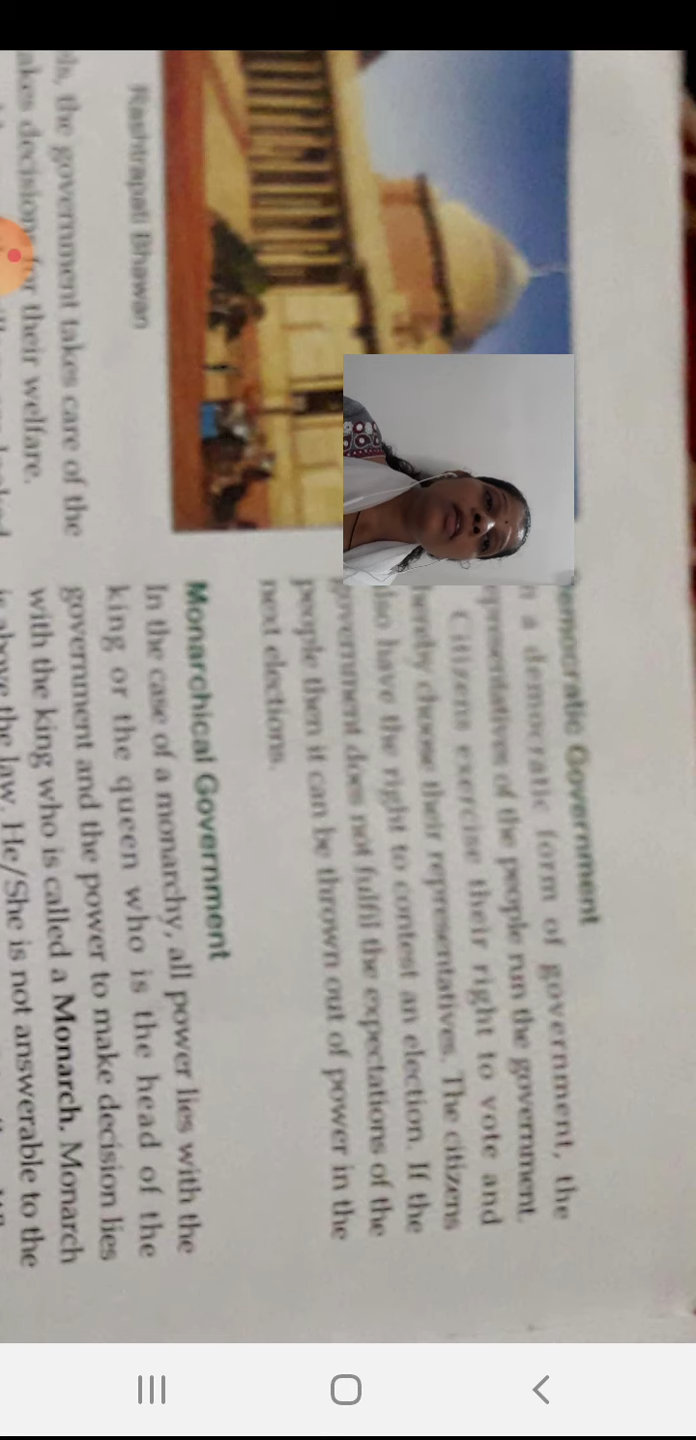 Rashtrapati Bhawan
the government takes care of the
decisions for their welfare.
Democratic Government
a democratic form of government, the
representatives of the people run the government.
Citizens exercise their right to vote and
thereby choose their representatives. The citizens
also have the right to contest an election. If the
government does not fulfil the expectations of the
people then it can be thrown out of power in the
next elections.
Monarchical Government
In the case of a monarchy, all power lies with the
king or the queen who is the head of the
government and the power to make decision lies
with the king who is called a Monarch. Monarch
is above the law. He/She is not answerable to the